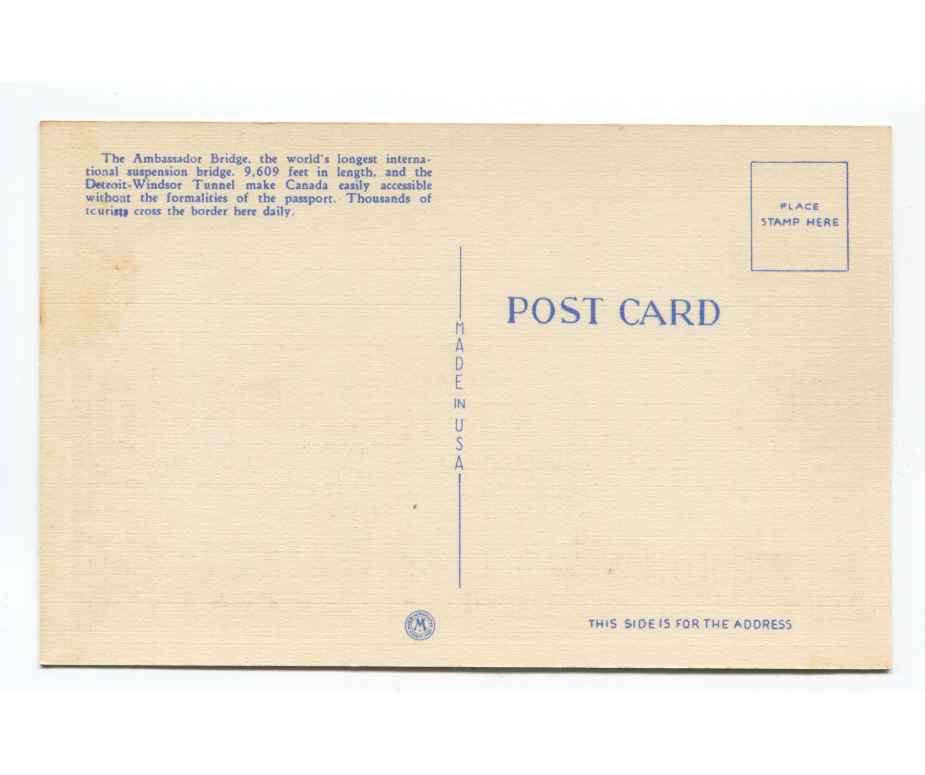 The Ambassador Bridge, the world's longest interna-
tional suspension bridge. 9,609 feet in length, and the
Detroit-Windsor Tunnel make Canada easily accessible
without the formalities of the passport. Thousands of
tourists cross the border here daily.
PLACE
STAMP HERE
POST CARD
MADE IN USA
M
THIS SIDE IS FOR THE ADDRESS